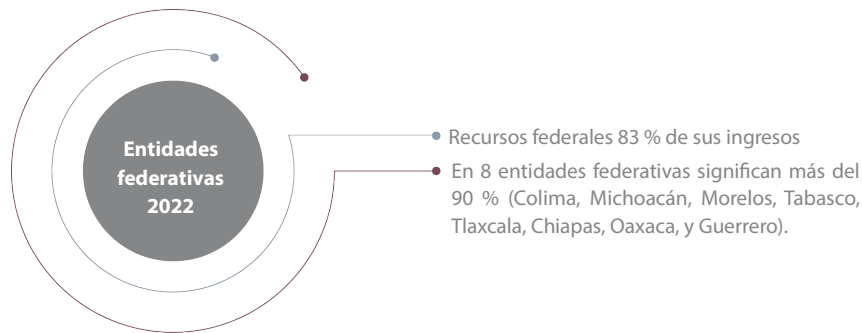 Entidades
federativas
2022
Recursos federales 83 % de sus ingresos
En 8 entidades federativas significan más del
90 % (Colima, Michoacán, Morelos, Tabasco,
Tlaxcala, Chiapas, Oaxaca, y Guerrero).